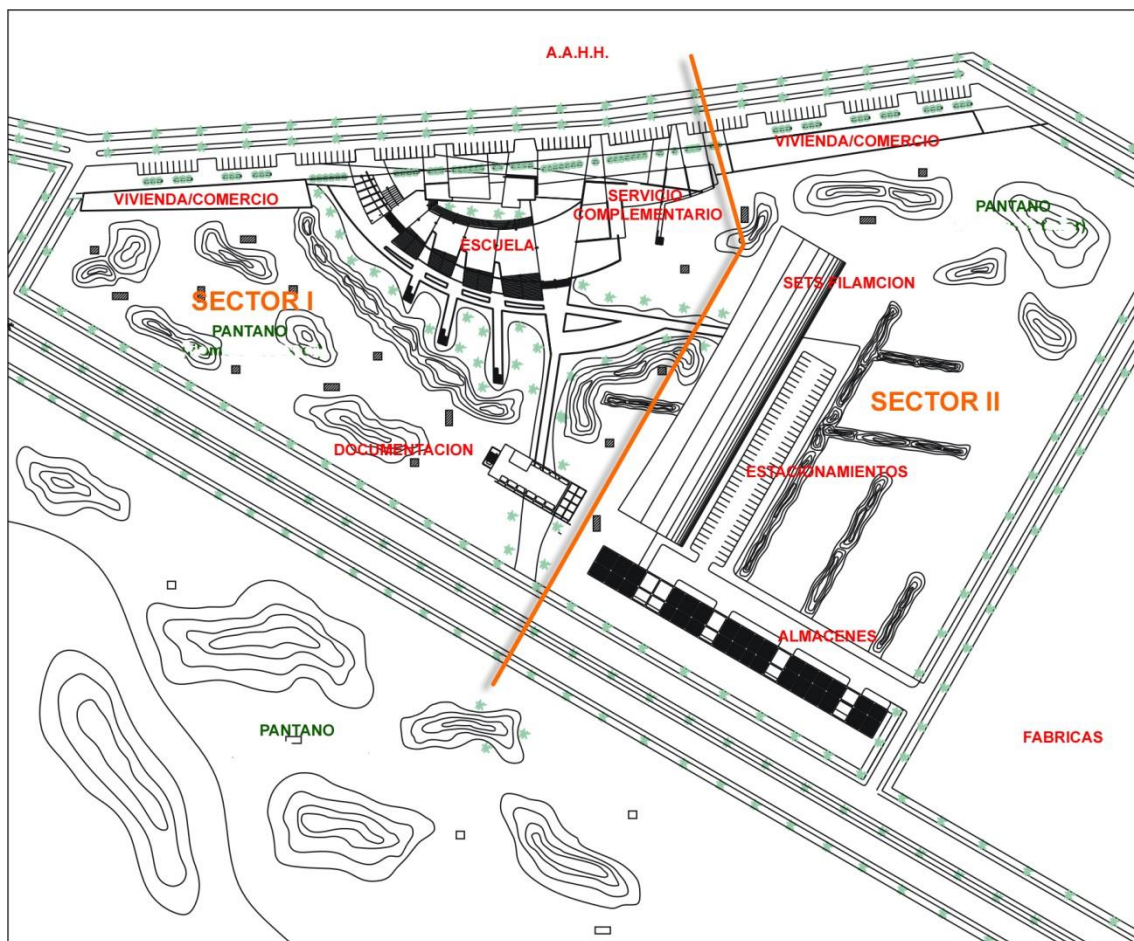 A.A.H.H.
VIVIENDA/COMERCIO
VIVIENDA/COMERCIO
SERVICIO
COMPLEMENTARIO
PANTANO
ESCUELA
SETS FILAMCION
SECTOR I
PANTANO
SECTOR II
DOCUMENTACION
ESTACIONAMIENTOS
ALMACENES
PANTANO
FABRICAS